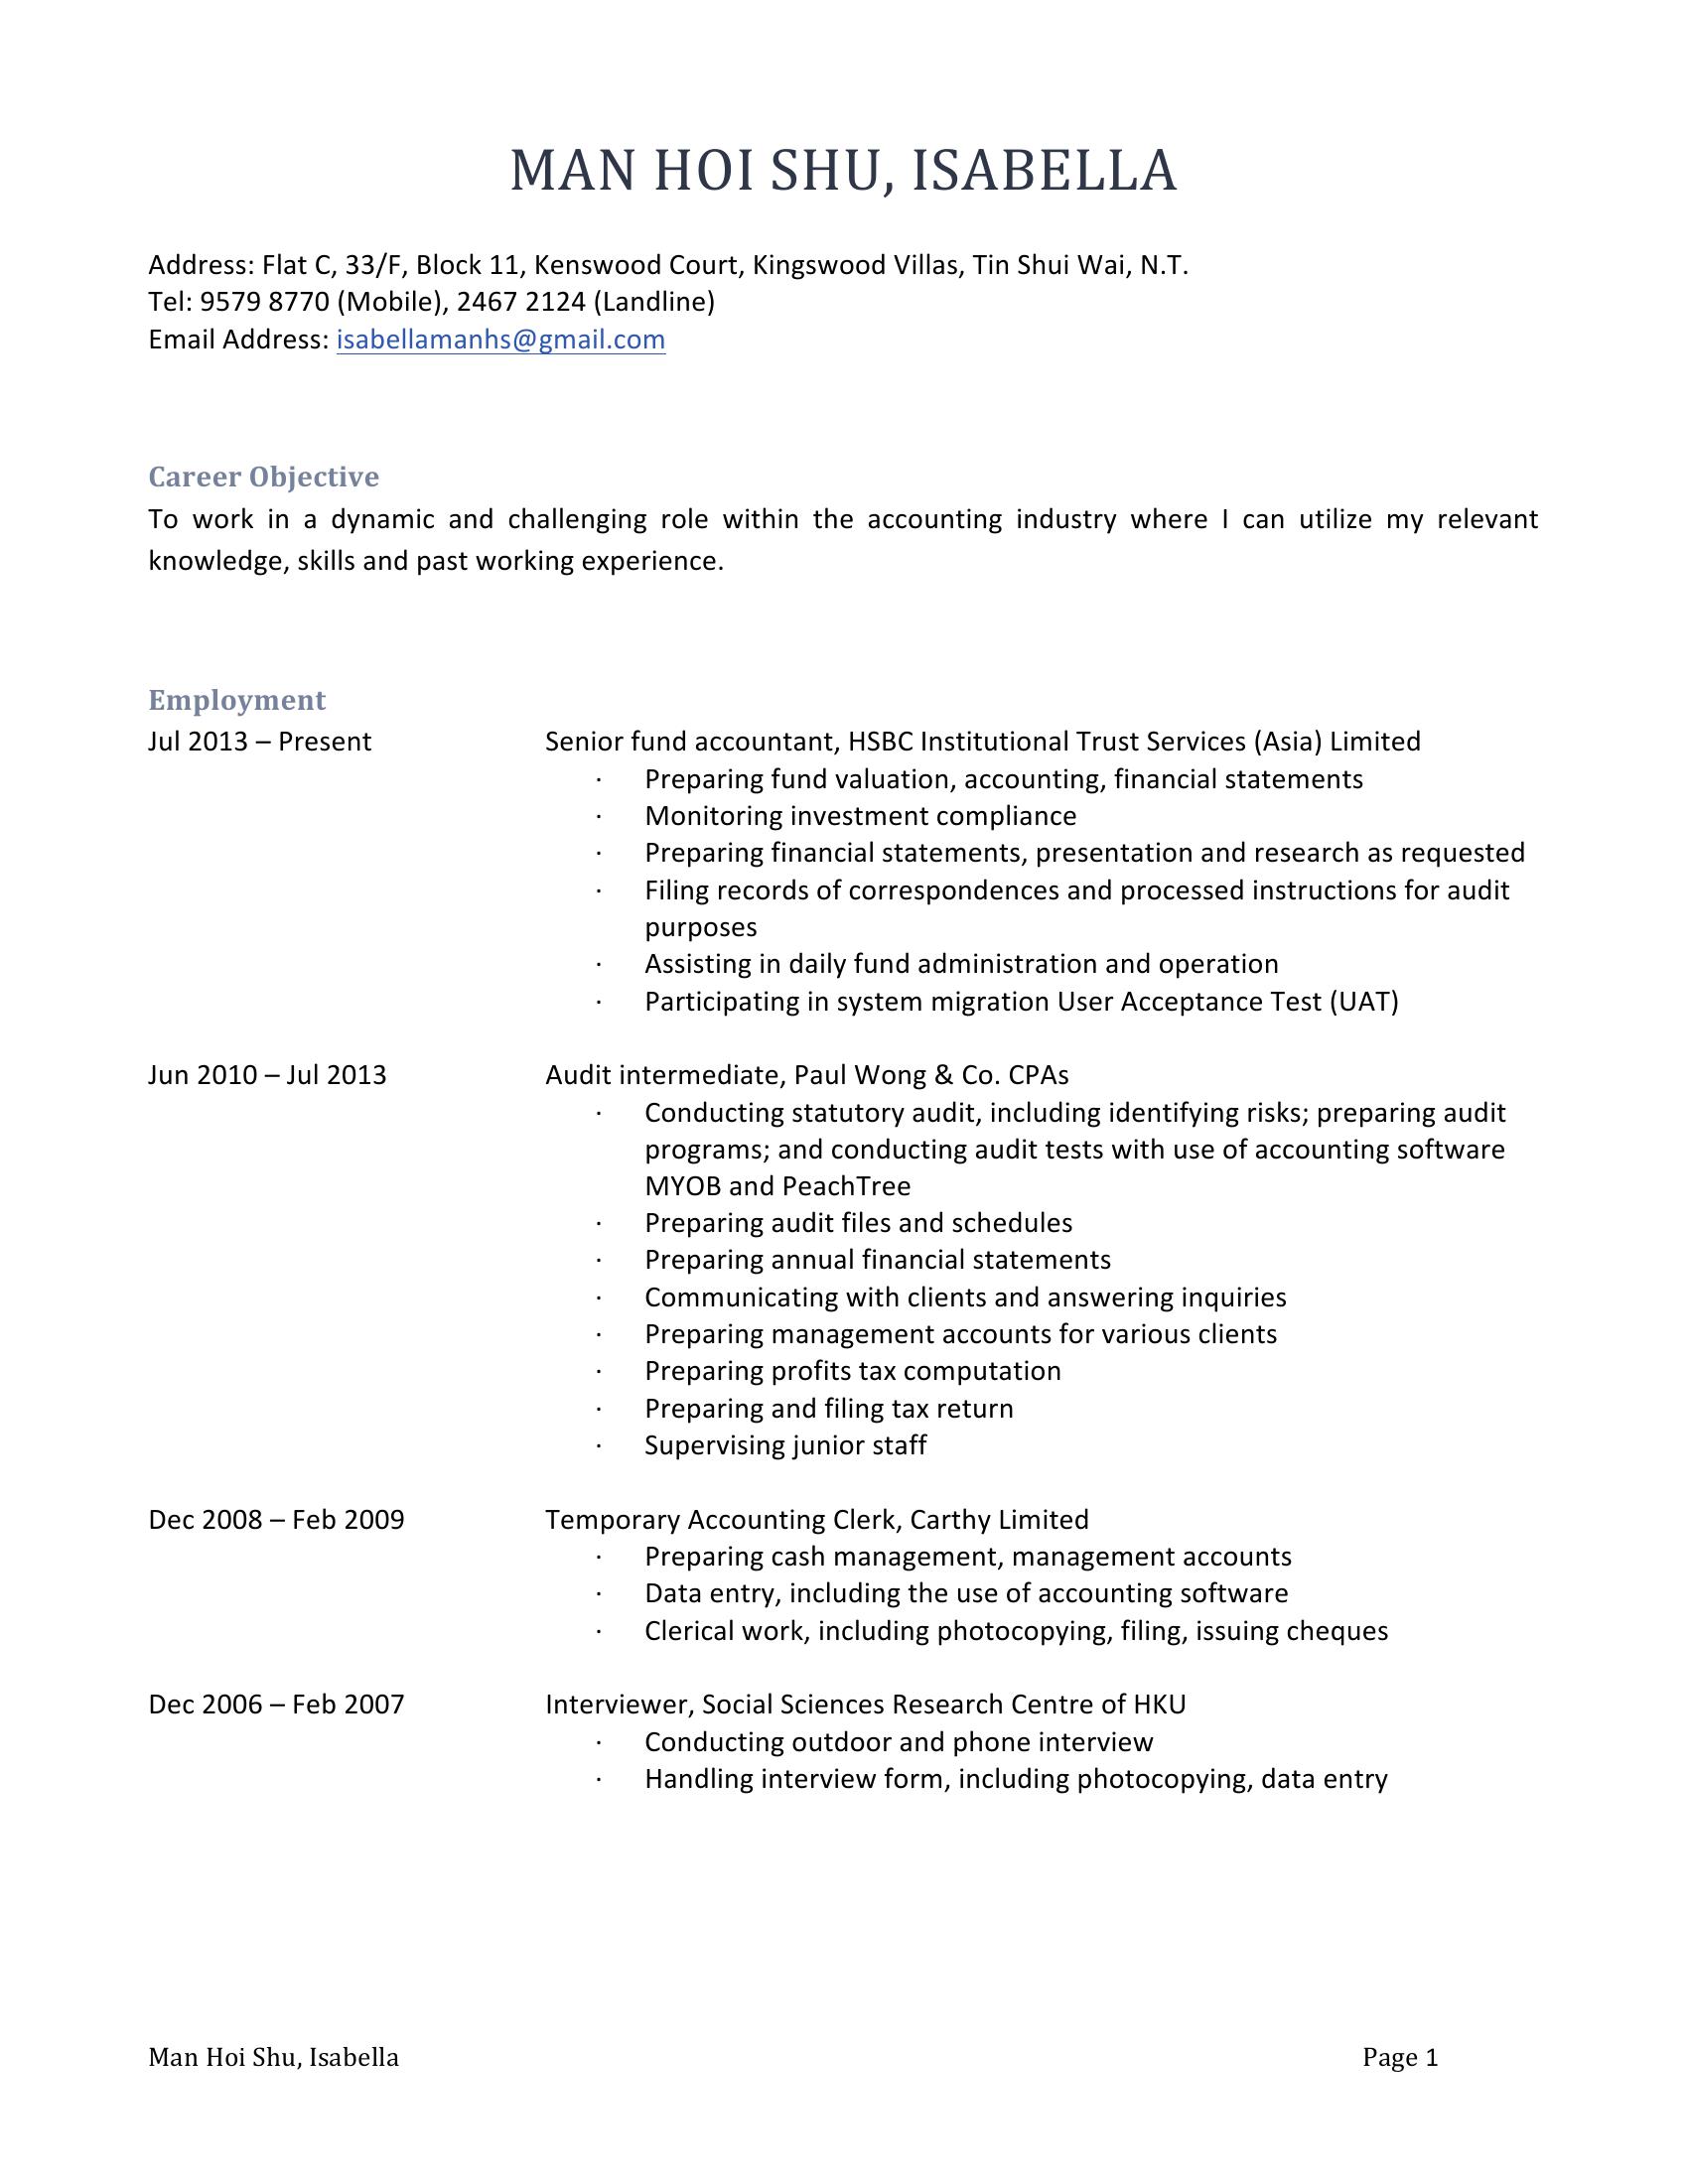 MAN HOI SHU, ISABELLA
Address: Flat C, 33/F, Block 11, Kenswood Court, Kingswood Villas, Tin Shui Wai, N.T.
Tel: 9579 8770 (Mobile), 2467 2124 (Landline)
Email Address: isabellamanhs@gmail.com
Career Objective
To work in a dynamic and challenging role within the accounting industry where I can utilize my relevant
knowledge, skills and past working experience.
Employment
Jul 2013 – Present Senior fund accountant, HSBC Institutional Trust Services (Asia) Limited
· Preparing fund valuation, accounting, financial statements
· Monitoring investment compliance
· Preparing financial statements, presentation and research as requested
· Filing records of correspondences and processed instructions for audit
purposes
· Assisting in daily fund administration and operation
· Participating in system migration User Acceptance Test (UAT)
Jun 2010 – Jul 2013 Audit intermediate, Paul Wong & Co. CPAs
· Conducting statutory audit, including identifying risks; preparing audit
programs; and conducting audit tests with use of accounting software
MYOB and PeachTree
· Preparing audit files and schedules
· Preparing annual financial statements
· Communicating with clients and answering inquiries
· Preparing management accounts for various clients
· Preparing profits tax computation
· Preparing and filing tax return
· Supervising junior staff
Dec 2008 – Feb 2009 Temporary Accounting Clerk, Carthy Limited
· Preparing cash management, management accounts
· Data entry, including the use of accounting software
· Clerical work, including photocopying, filing, issuing cheques
Dec 2006 – Feb 2007 Interviewer, Social Sciences Research Centre of HKU
· Conducting outdoor and phone interview
· Handling interview form, including photocopying, data entry
Man Hoi Shu, Isabella Page 1